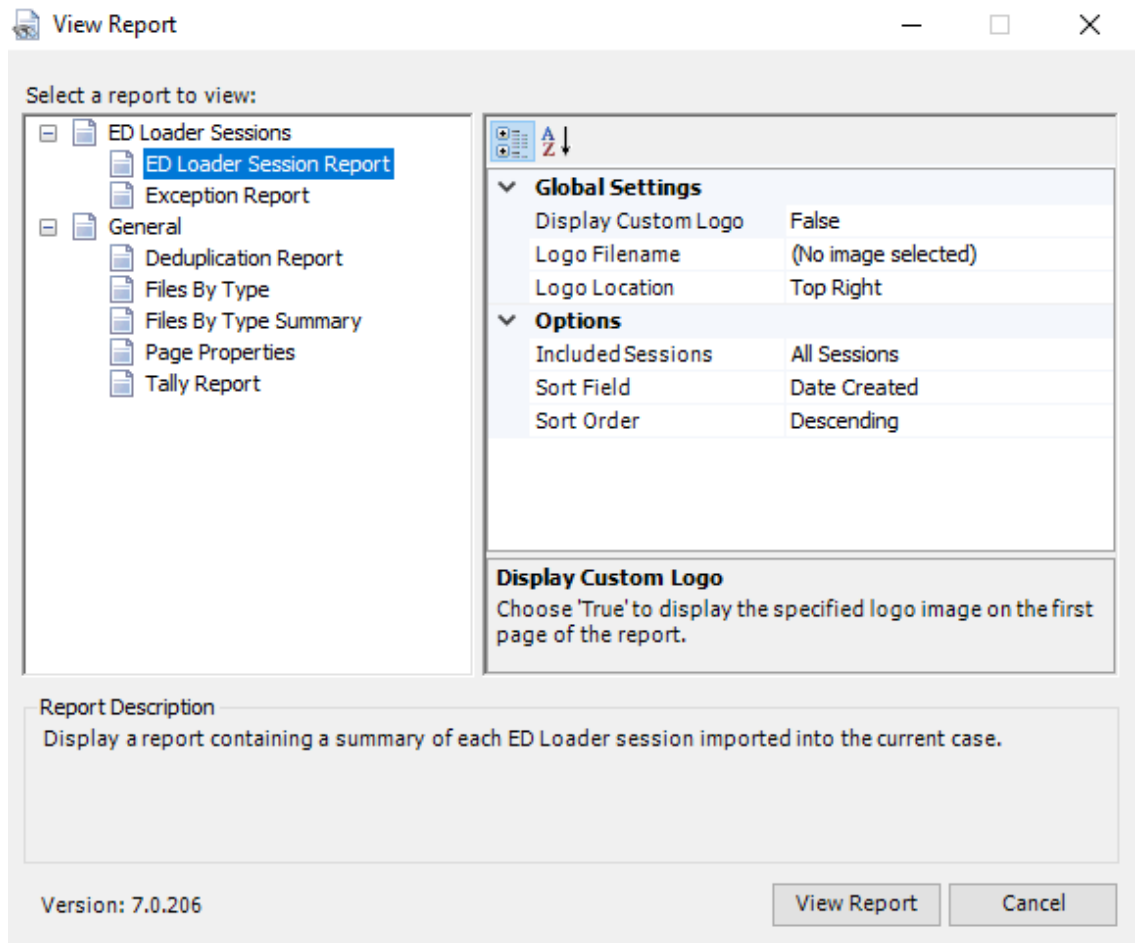 View Report
Select a report to view:
ED Loader Sessions
ED Loader Session Report
Exception Report
General
Deduplication Report
Files By Type
Files By Type Summary
Page Properties
Tally Report
A
Z
Global Settings
Display Custom Logo False
Logo Filename (No image selected)
Logo Location Top Right
Options
Included Sessions All Sessions
Sort Field Date Created
Sort Order Descending
Display Custom Logo
Choose 'True' to display the specified logo image on the first
page of the report.
Report Description
Display a report containing a summary of each ED Loader session imported into the current case.
Version: 7.0.206
View Report Cancel